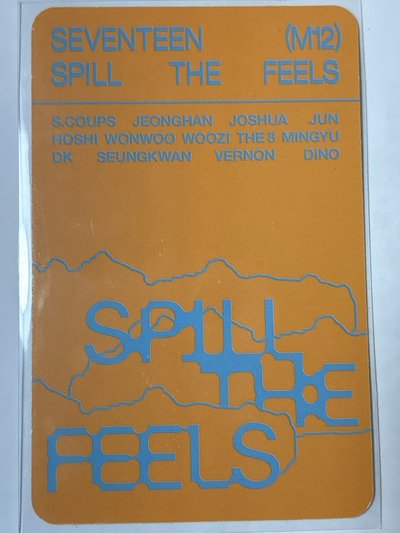 SEVENTEEN (M12)
SPILL THE FEELS
S.COUPS JEONGHAN JOSHUA JUN
HOSHI WONWOO WOOZI THE 8 MINGYU
DK SEUNGKWAN VERNON DINO
SPILL
THE
FEELS